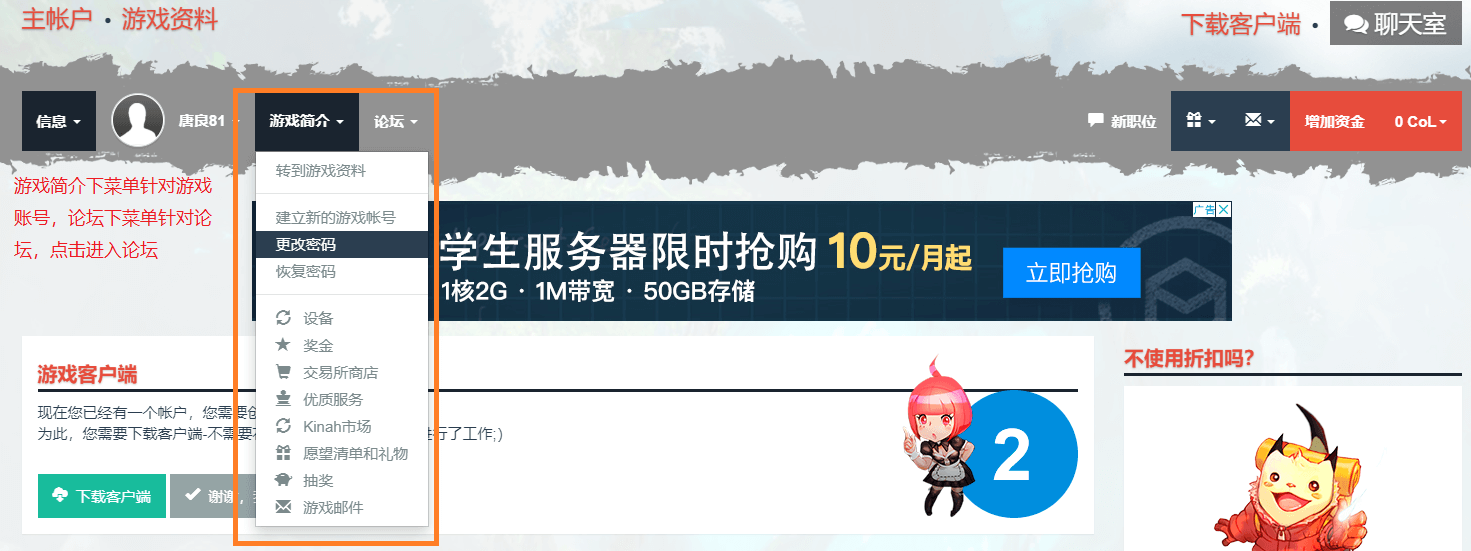 主帐户 • 游戏资料
下载客户端 •
聊天室
信息
唐良81
游戏简介
论坛
新职位
增加资金
0 CoL
转到游戏资料
建立新的游戏帐号
更改密码
恢复密码
设备
奖金
交易所商店
优质服务
Kinah市场
愿望清单和礼物
抽奖
游戏邮件
游戏简介下菜单针对游戏
账号，论坛下菜单针对论
坛，点击进入论坛
广告
学生服务器限时抢购 10元/月起
1核2G · 1M带宽 · 50GB存储
立即抢购
游戏客户端
现在您已经有一个帐户，您需要
为此，您需要下载客户端-不需要
行了工作;)
下载客户端
谢谢，
2
不使用折扣吗?